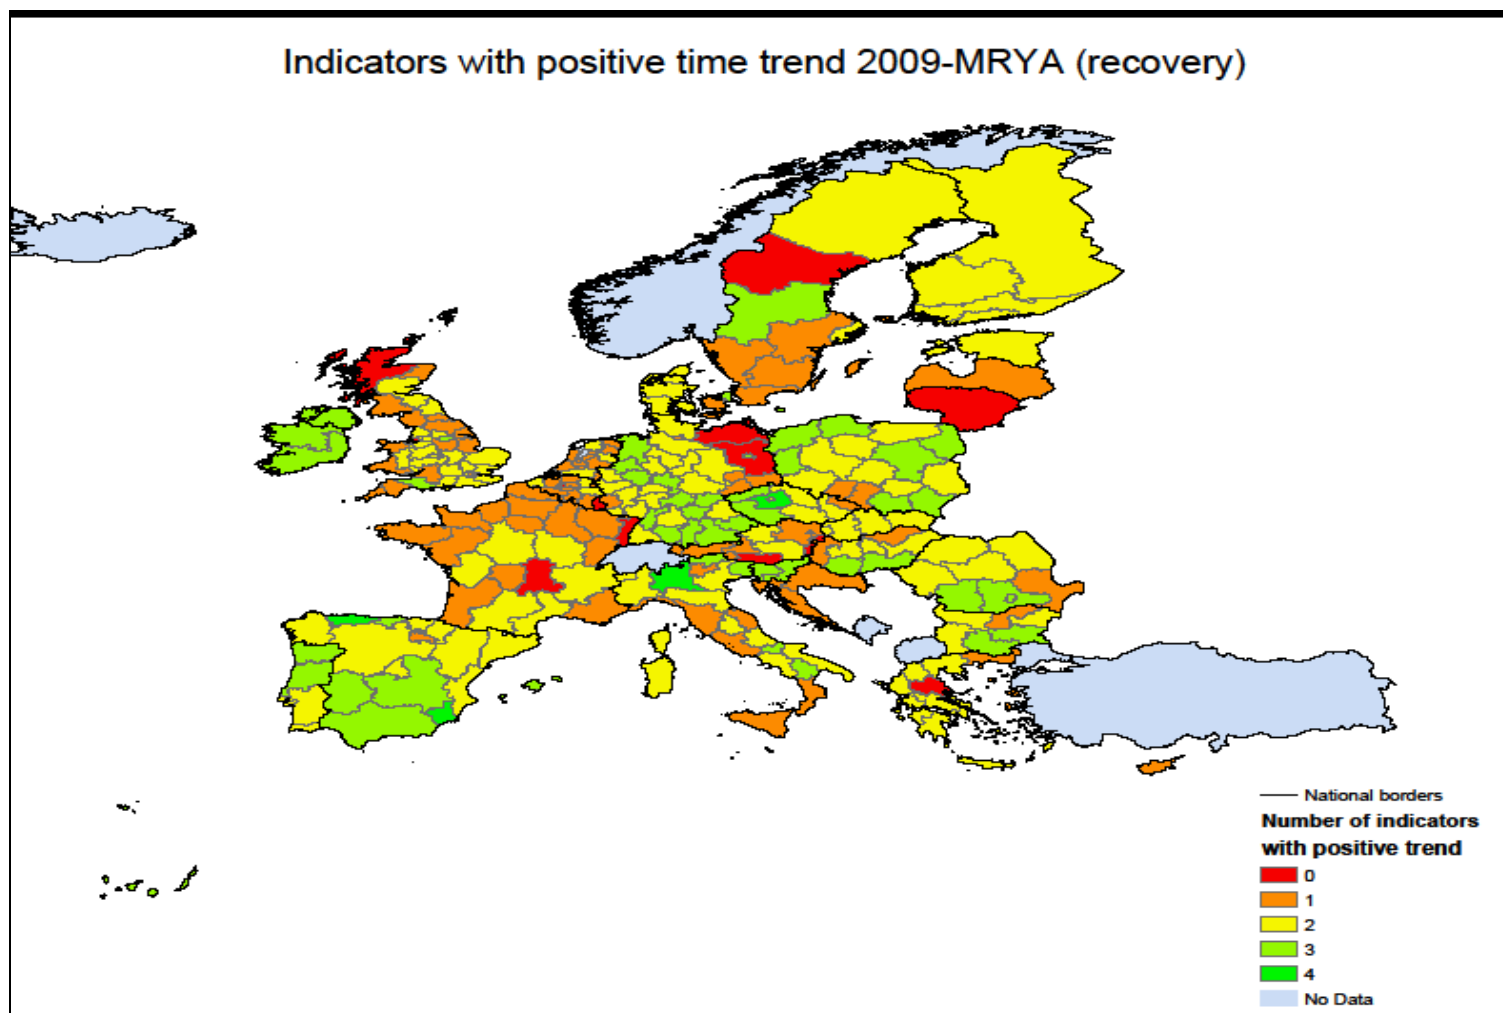 Indicators with positive time trend 2009-MRYA (recovery)
National borders
Number of indicators
with positive trend
0
1
2
3
4
No Data